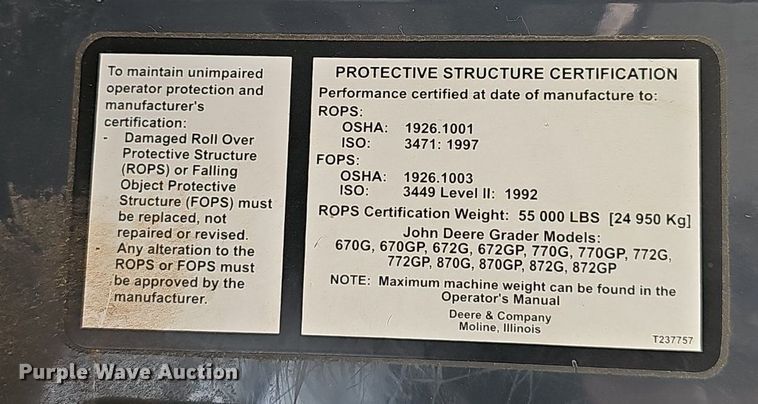 To maintain unimpaired
operator protection and
manufacturer's
certification:
- Damaged Roll Over
Protective Structure
(ROPS) or Falling
Object Protective
Structure (FOPS) must
be replaced, not
repaired or revised.
- Any alteration to the
ROPS or FOPS must
be approved by the
manufacturer.
PROTECTIVE STRUCTURE CERTIFICATION
Performance certified at date of manufacture to:
ROPS:
OSHA: 1926.1001
ISO: 3471: 1997
FOPS:
OSHA: 1926.1003
ISO: 3449 Level II: 1992
ROPS Certification Weight: 55 000 LBS [24 950 Kg]
John Deere Grader Models:
670G, 670GP, 672G, 672GP, 770G, 770GP, 772G,
772GP, 870G, 870GP, 872G, 872GP
NOTE: Maximum machine weight can be found in the
Operator's Manual
Deere & Company
Moline, Illinois
T237757
Purple Wave Auction